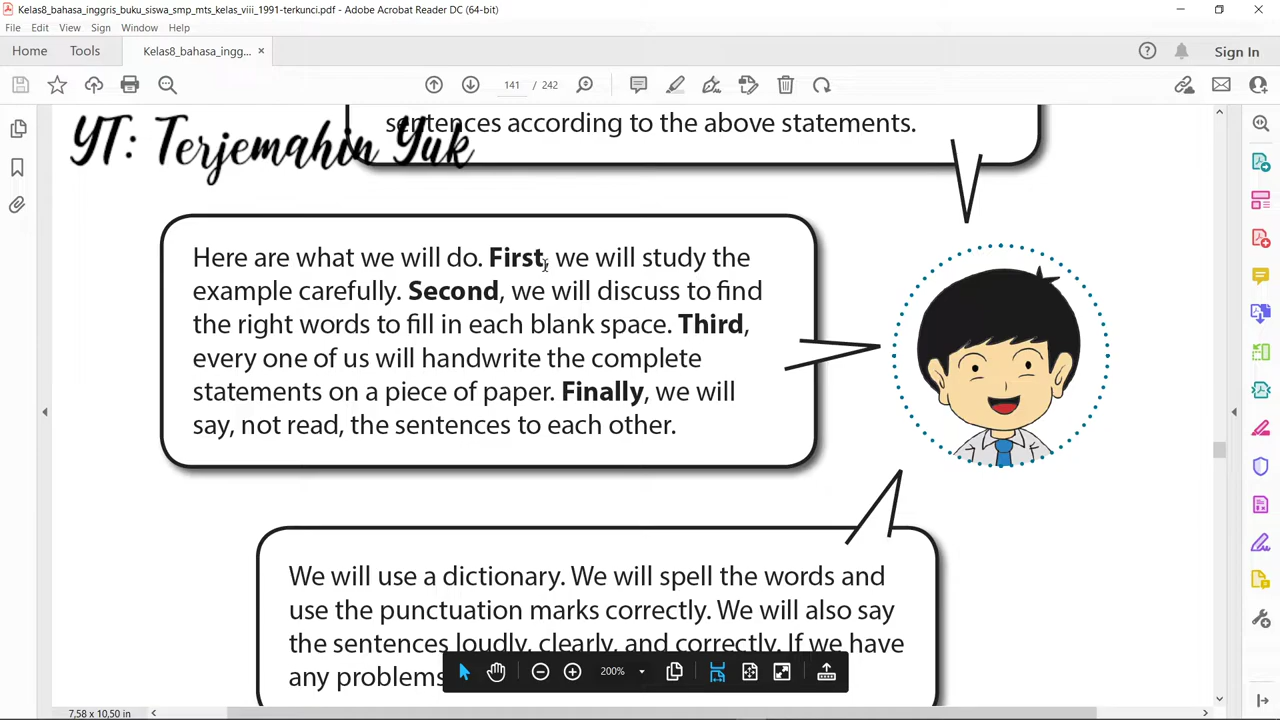 Kelas8_bahasa_inggris_buku_siswa_smp_mts_kelas_viii_1991-terkunci.pdf - Adobe Acrobat Reader DC (64-bit)
File Edit View Sign Window Help
Home Tools Kelas8_bahasa_ingg... × Sign In
141 / 242
sentences according to the above statements.
YT: Terjemahin Yuk
Here are what we will do. First, we will study the
example carefully. Second, we will discuss to find
the right words to fill in each blank space. Third,
every one of us will handwrite the complete
statements on a piece of paper. Finally, we will
say, not read, the sentences to each other.
We will use a dictionary. We will spell the words and
use the punctuation marks correctly. We will also say
the sentences loudly, clearly, and correctly. If we have
any problems
200%
7,58 x 10,50 in